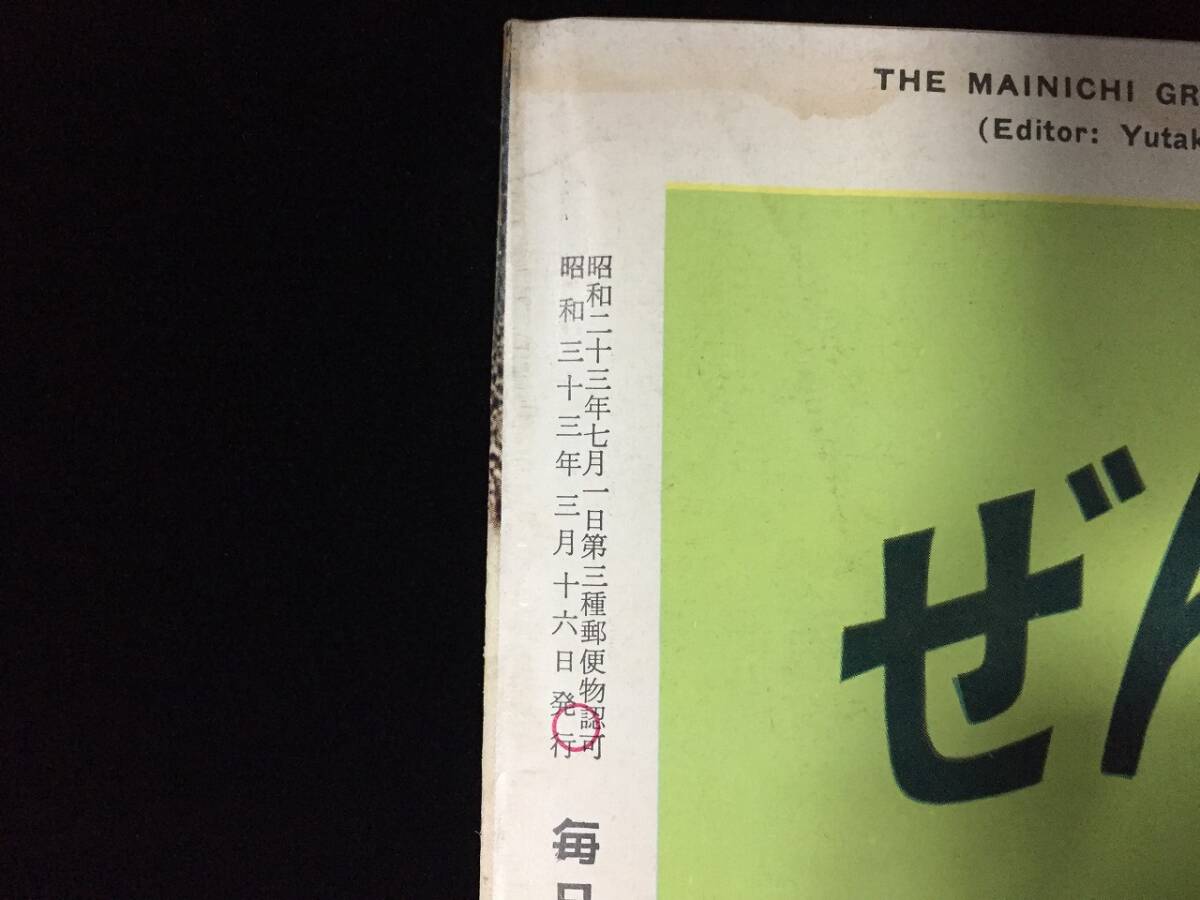 THE MAINICHI GR
(Editor: Yutak
昭和二十三年七月一日第三種郵便物認可
昭和三十三年三月十六日発行
毎日
ぜん